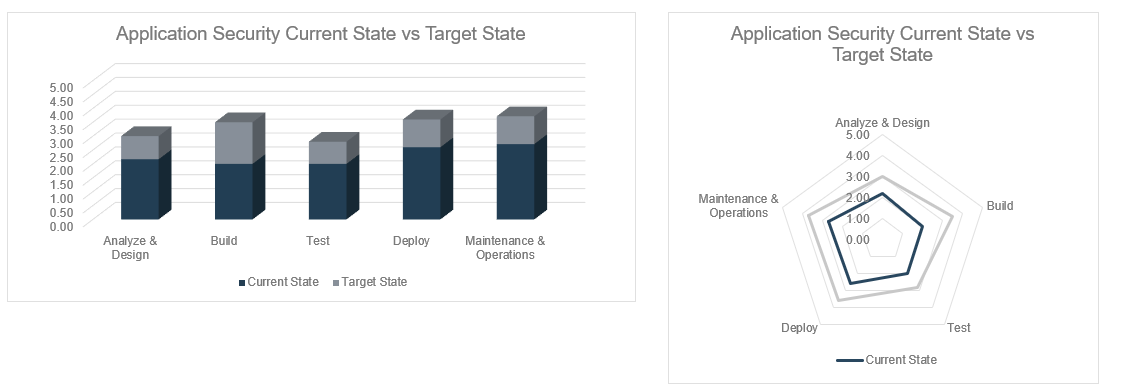 Application Security Current State vs Target State
5.00
4.50
4.00
3.50
3.00
2.50
2.00
1.50
1.00
0.50
0.00
Analyze &
Design
Build
Test
Deploy
Maintenance &
Operations
Current State
Target State
Application Security Current State vs
Target State
Analyze & Design
5.00
4.00
3.00
2.00
1.00
0.00
Maintenance &
Operations
Build
Deploy
Test
Current State